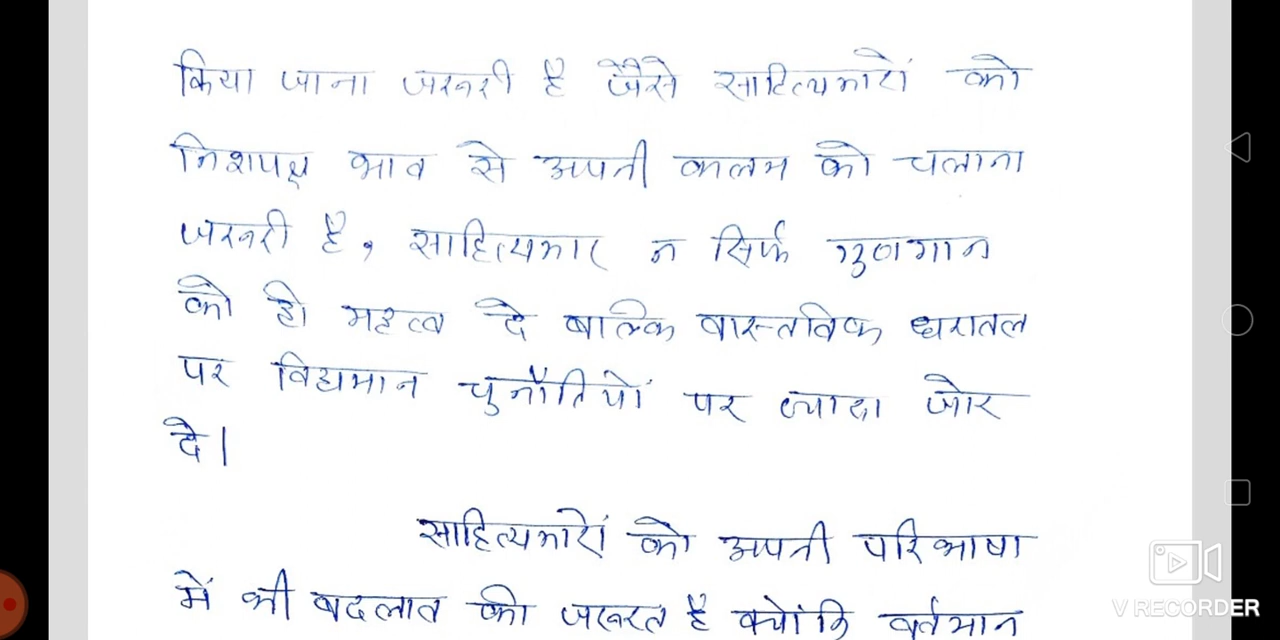 किया जाना जरूरी है जैसे साहित्यकारों को
निशपक्ष भाव से अपनी कलम को चलाना
जरूरी है, साहित्यकार न सिर्फ गुणगान
को ही महत्व दे बाल्कि वास्तविक धरातल
पर विद्यमान चुनौतियों पर ज्यादा जोर
दे।
साहित्यकारों को अपनी परिभाषा
में भी बदलाव की जरूरत है क्योंकि वर्तमान
V RECORDER